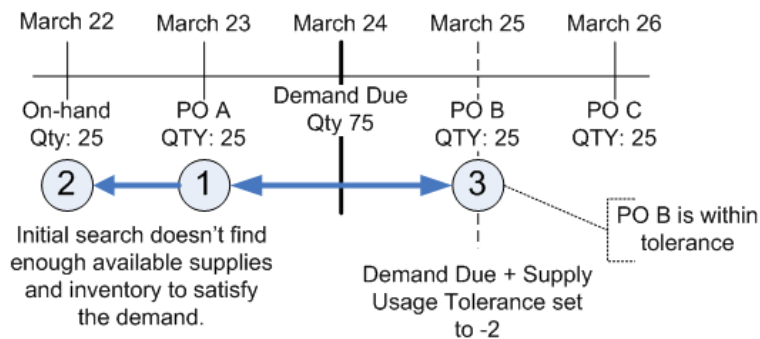 March 22
March 23
March 24
March 25
March 26
On-hand
Qty: 25
PO A
QTY: 25
Demand Due
Qty 75
PO B
QTY: 25
PO C
QTY: 25
2
1
3
PO B is within
tolerance
Initial search doesn't find
enough available supplies
and inventory to satisfy
the demand.
Demand Due + Supply
Usage Tolerance set
to -2